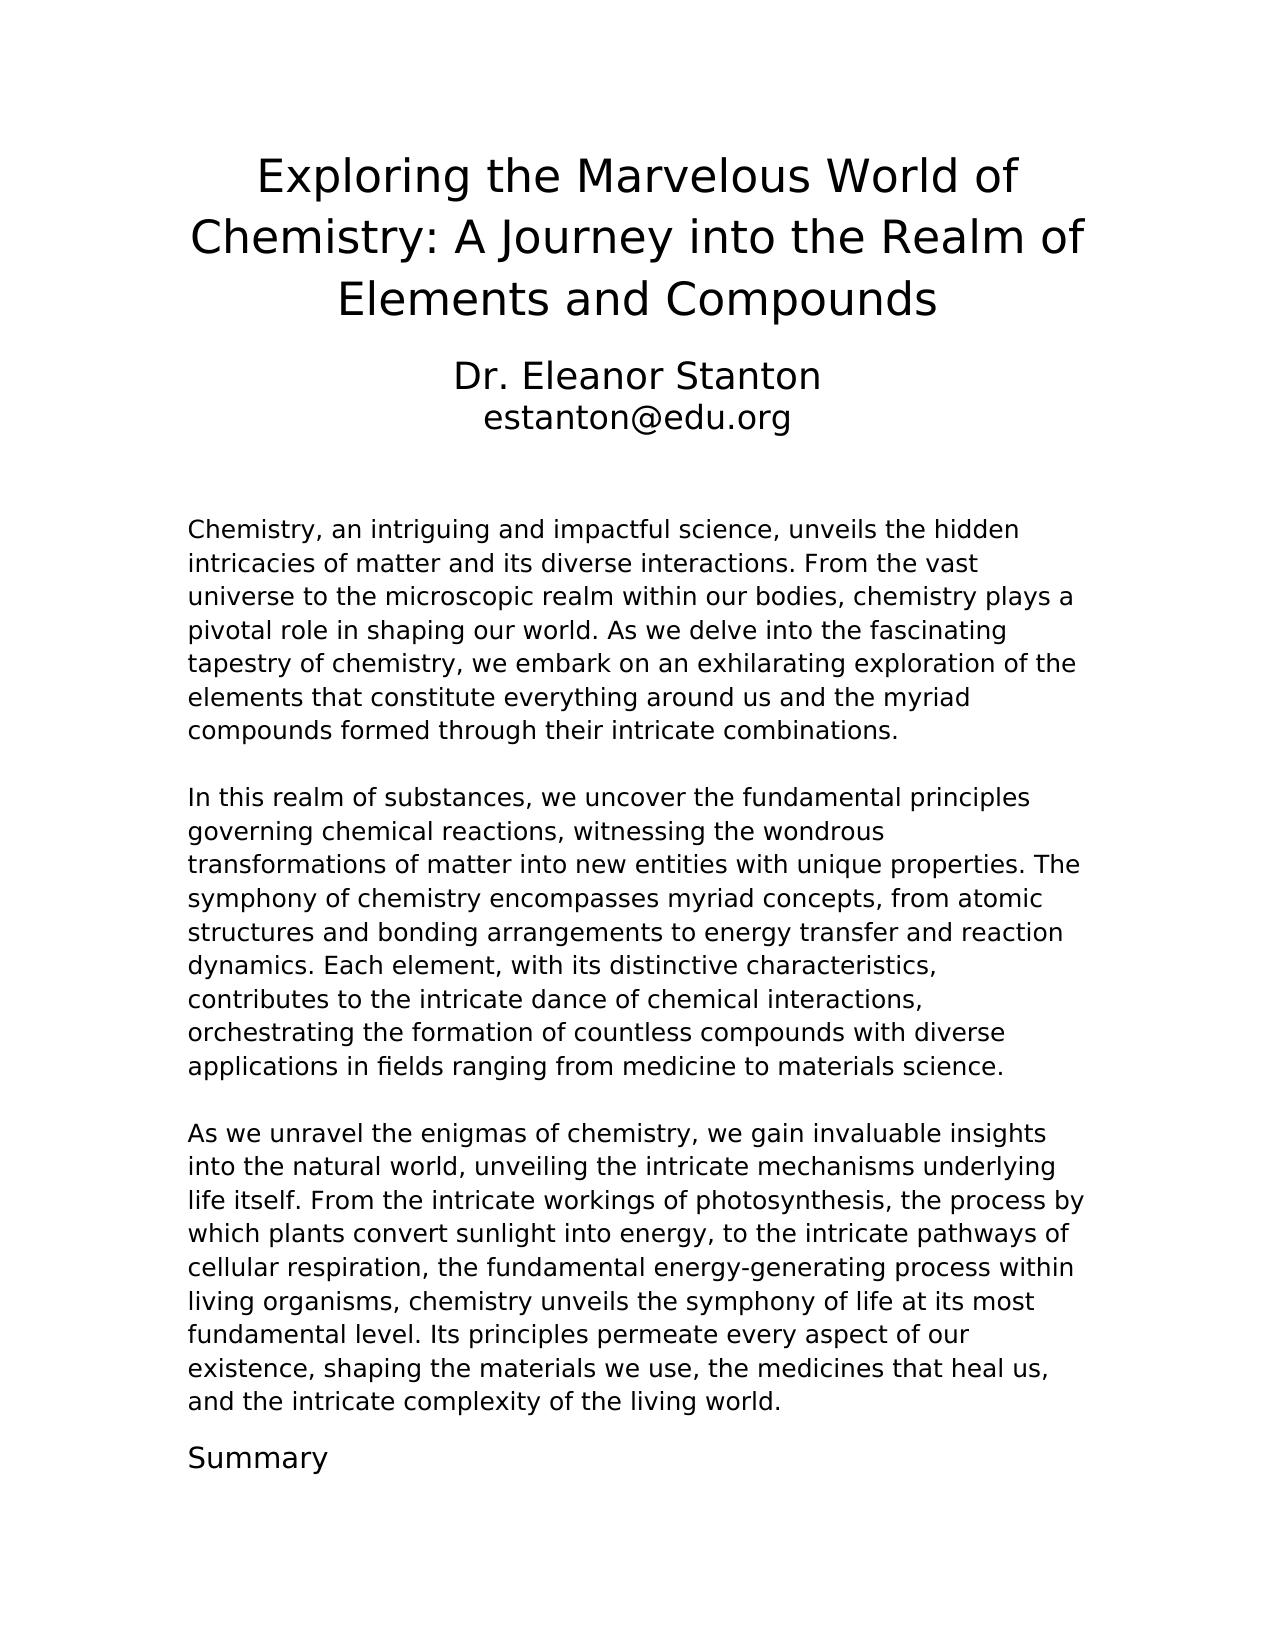 Exploring the Marvelous World of
Chemistry: A Journey into the Realm of
Elements and Compounds
Dr. Eleanor Stanton
estanton@edu.org
Chemistry, an intriguing and impactful science, unveils the hidden
intricacies of matter and its diverse interactions. From the vast
universe to the microscopic realm within our bodies, chemistry plays a
pivotal role in shaping our world. As we delve into the fascinating
tapestry of chemistry, we embark on an exhilarating exploration of the
elements that constitute everything around us and the myriad
compounds formed through their intricate combinations.
In this realm of substances, we uncover the fundamental principles
governing chemical reactions, witnessing the wondrous
transformations of matter into new entities with unique properties. The
symphony of chemistry encompasses myriad concepts, from atomic
structures and bonding arrangements to energy transfer and reaction
dynamics. Each element, with its distinctive characteristics,
contributes to the intricate dance of chemical interactions,
orchestrating the formation of countless compounds with diverse
applications in fields ranging from medicine to materials science.
As we unravel the enigmas of chemistry, we gain invaluable insights
into the natural world, unveiling the intricate mechanisms underlying
life itself. From the intricate workings of photosynthesis, the process by
which plants convert sunlight into energy, to the intricate pathways of
cellular respiration, the fundamental energy-generating process within
living organisms, chemistry unveils the symphony of life at its most
fundamental level. Its principles permeate every aspect of our
existence, shaping the materials we use, the medicines that heal us,
and the intricate complexity of the living world.
Summary